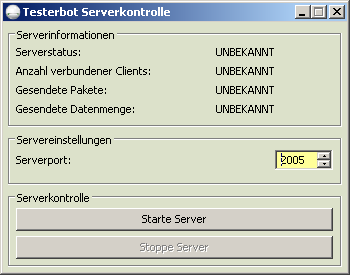 Testerbot Serverkontrolle
Serverinformationen
Serverstatus: UNBEKANNT
Anzahl verbundener Clients: UNBEKANNT
Gesendete Pakete: UNBEKANNT
Gesendete Datenmenge: UNBEKANNT
Servereinstellungen
Serverport: 2005
Serverkontrolle
Starte Server
Stoppe Server